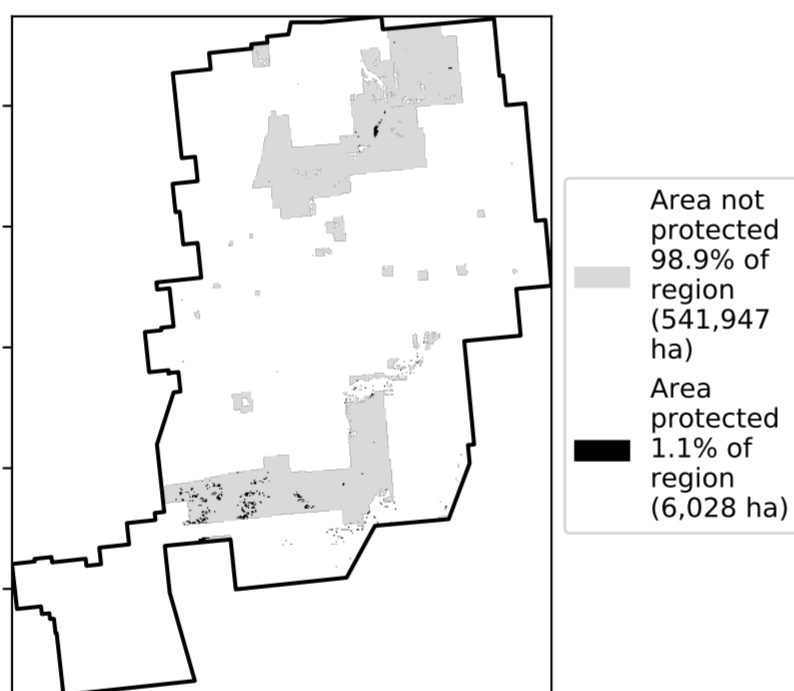 Area not
protected
98.9% of
region
(541,947
ha)
Area
protected
1.1% of
region
(6,028 ha)